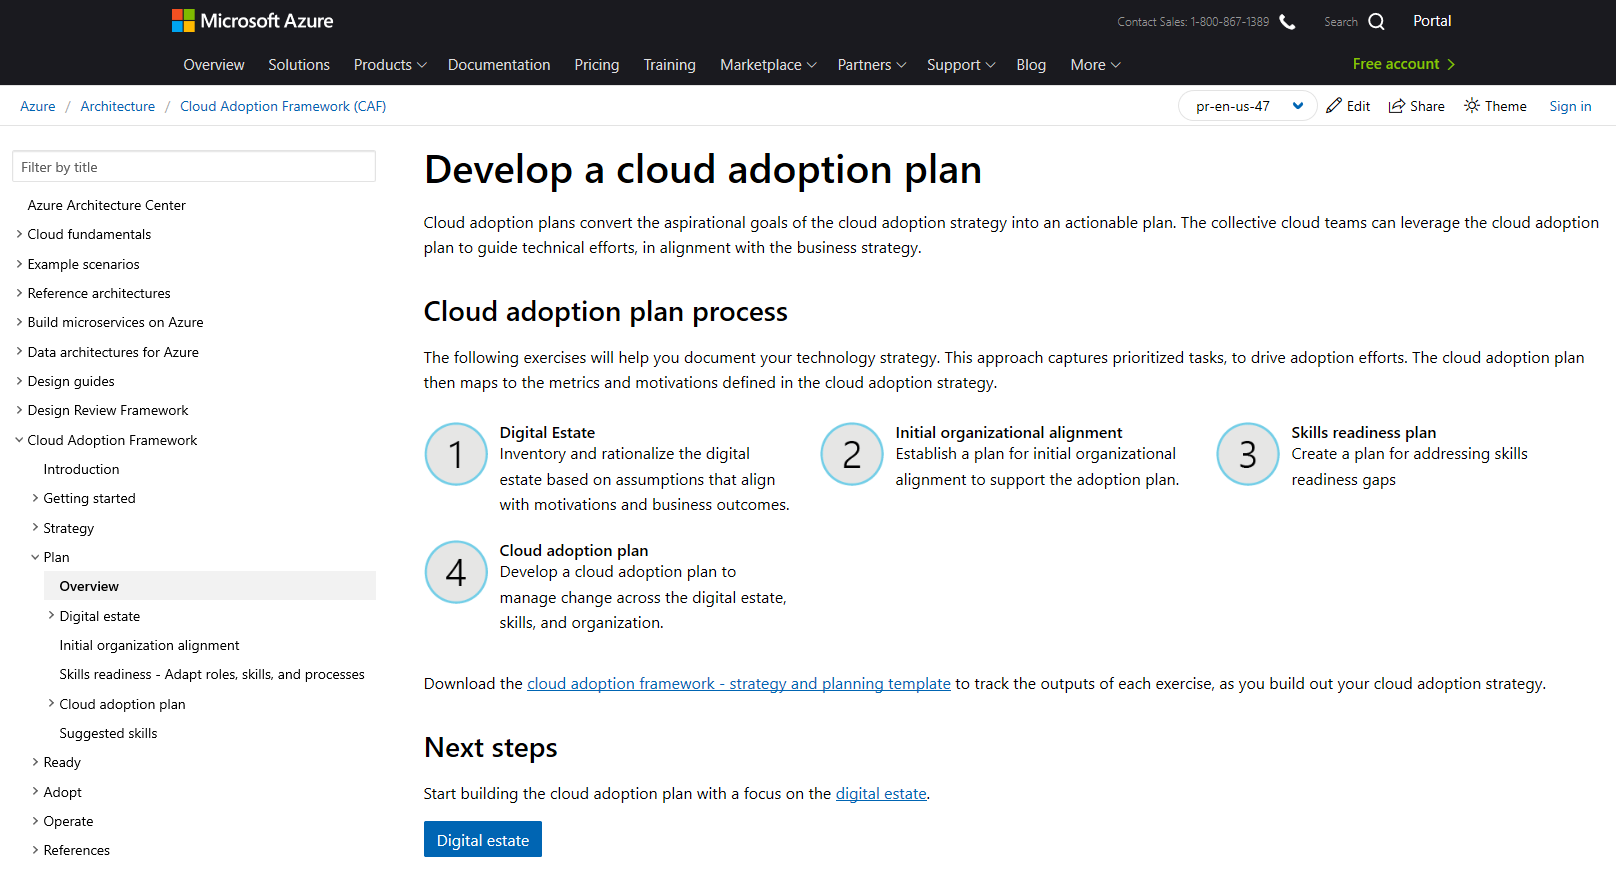 Microsoft Azure
Contact Sales: 1-800-867-1389
Search
Portal
Overview Solutions Products Documentation Pricing Training Marketplace Partners Support Blog More
Free account
Azure / Architecture / Cloud Adoption Framework (CAF)
pr-en-us-47
Edit
Share
Theme
Sign in
Filter by title
Azure Architecture Center
Cloud fundamentals
Example scenarios
Reference architectures
Build microservices on Azure
Data architectures for Azure
Design guides
Design Review Framework
Cloud Adoption Framework
Introduction
Getting started
Strategy
Plan
Overview
Digital estate
Initial organization alignment
Skills readiness - Adapt roles, skills, and processes
Cloud adoption plan
Suggested skills
Ready
Adopt
Operate
References
Develop a cloud adoption plan
Cloud adoption plans convert the aspirational goals of the cloud adoption strategy into an actionable plan. The collective cloud teams can leverage the cloud adoption
plan to guide technical efforts, in alignment with the business strategy.
Cloud adoption plan process
The following exercises will help you document your technology strategy. This approach captures prioritized tasks, to drive adoption efforts. The cloud adoption plan
then maps to the metrics and motivations defined in the cloud adoption strategy.
1
Digital Estate
Inventory and rationalize the digital
estate based on assumptions that align
with motivations and business outcomes.
2
Initial organizational alignment
Establish a plan for initial organizational
alignment to support the adoption plan.
3
Skills readiness plan
Create a plan for addressing skills
readiness gaps
4
Cloud adoption plan
Develop a cloud adoption plan to
manage change across the digital estate,
skills, and organization.
Download the cloud adoption framework - strategy and planning template to track the outputs of each exercise, as you build out your cloud adoption strategy.
Next steps
Start building the cloud adoption plan with a focus on the digital estate.
Digital estate